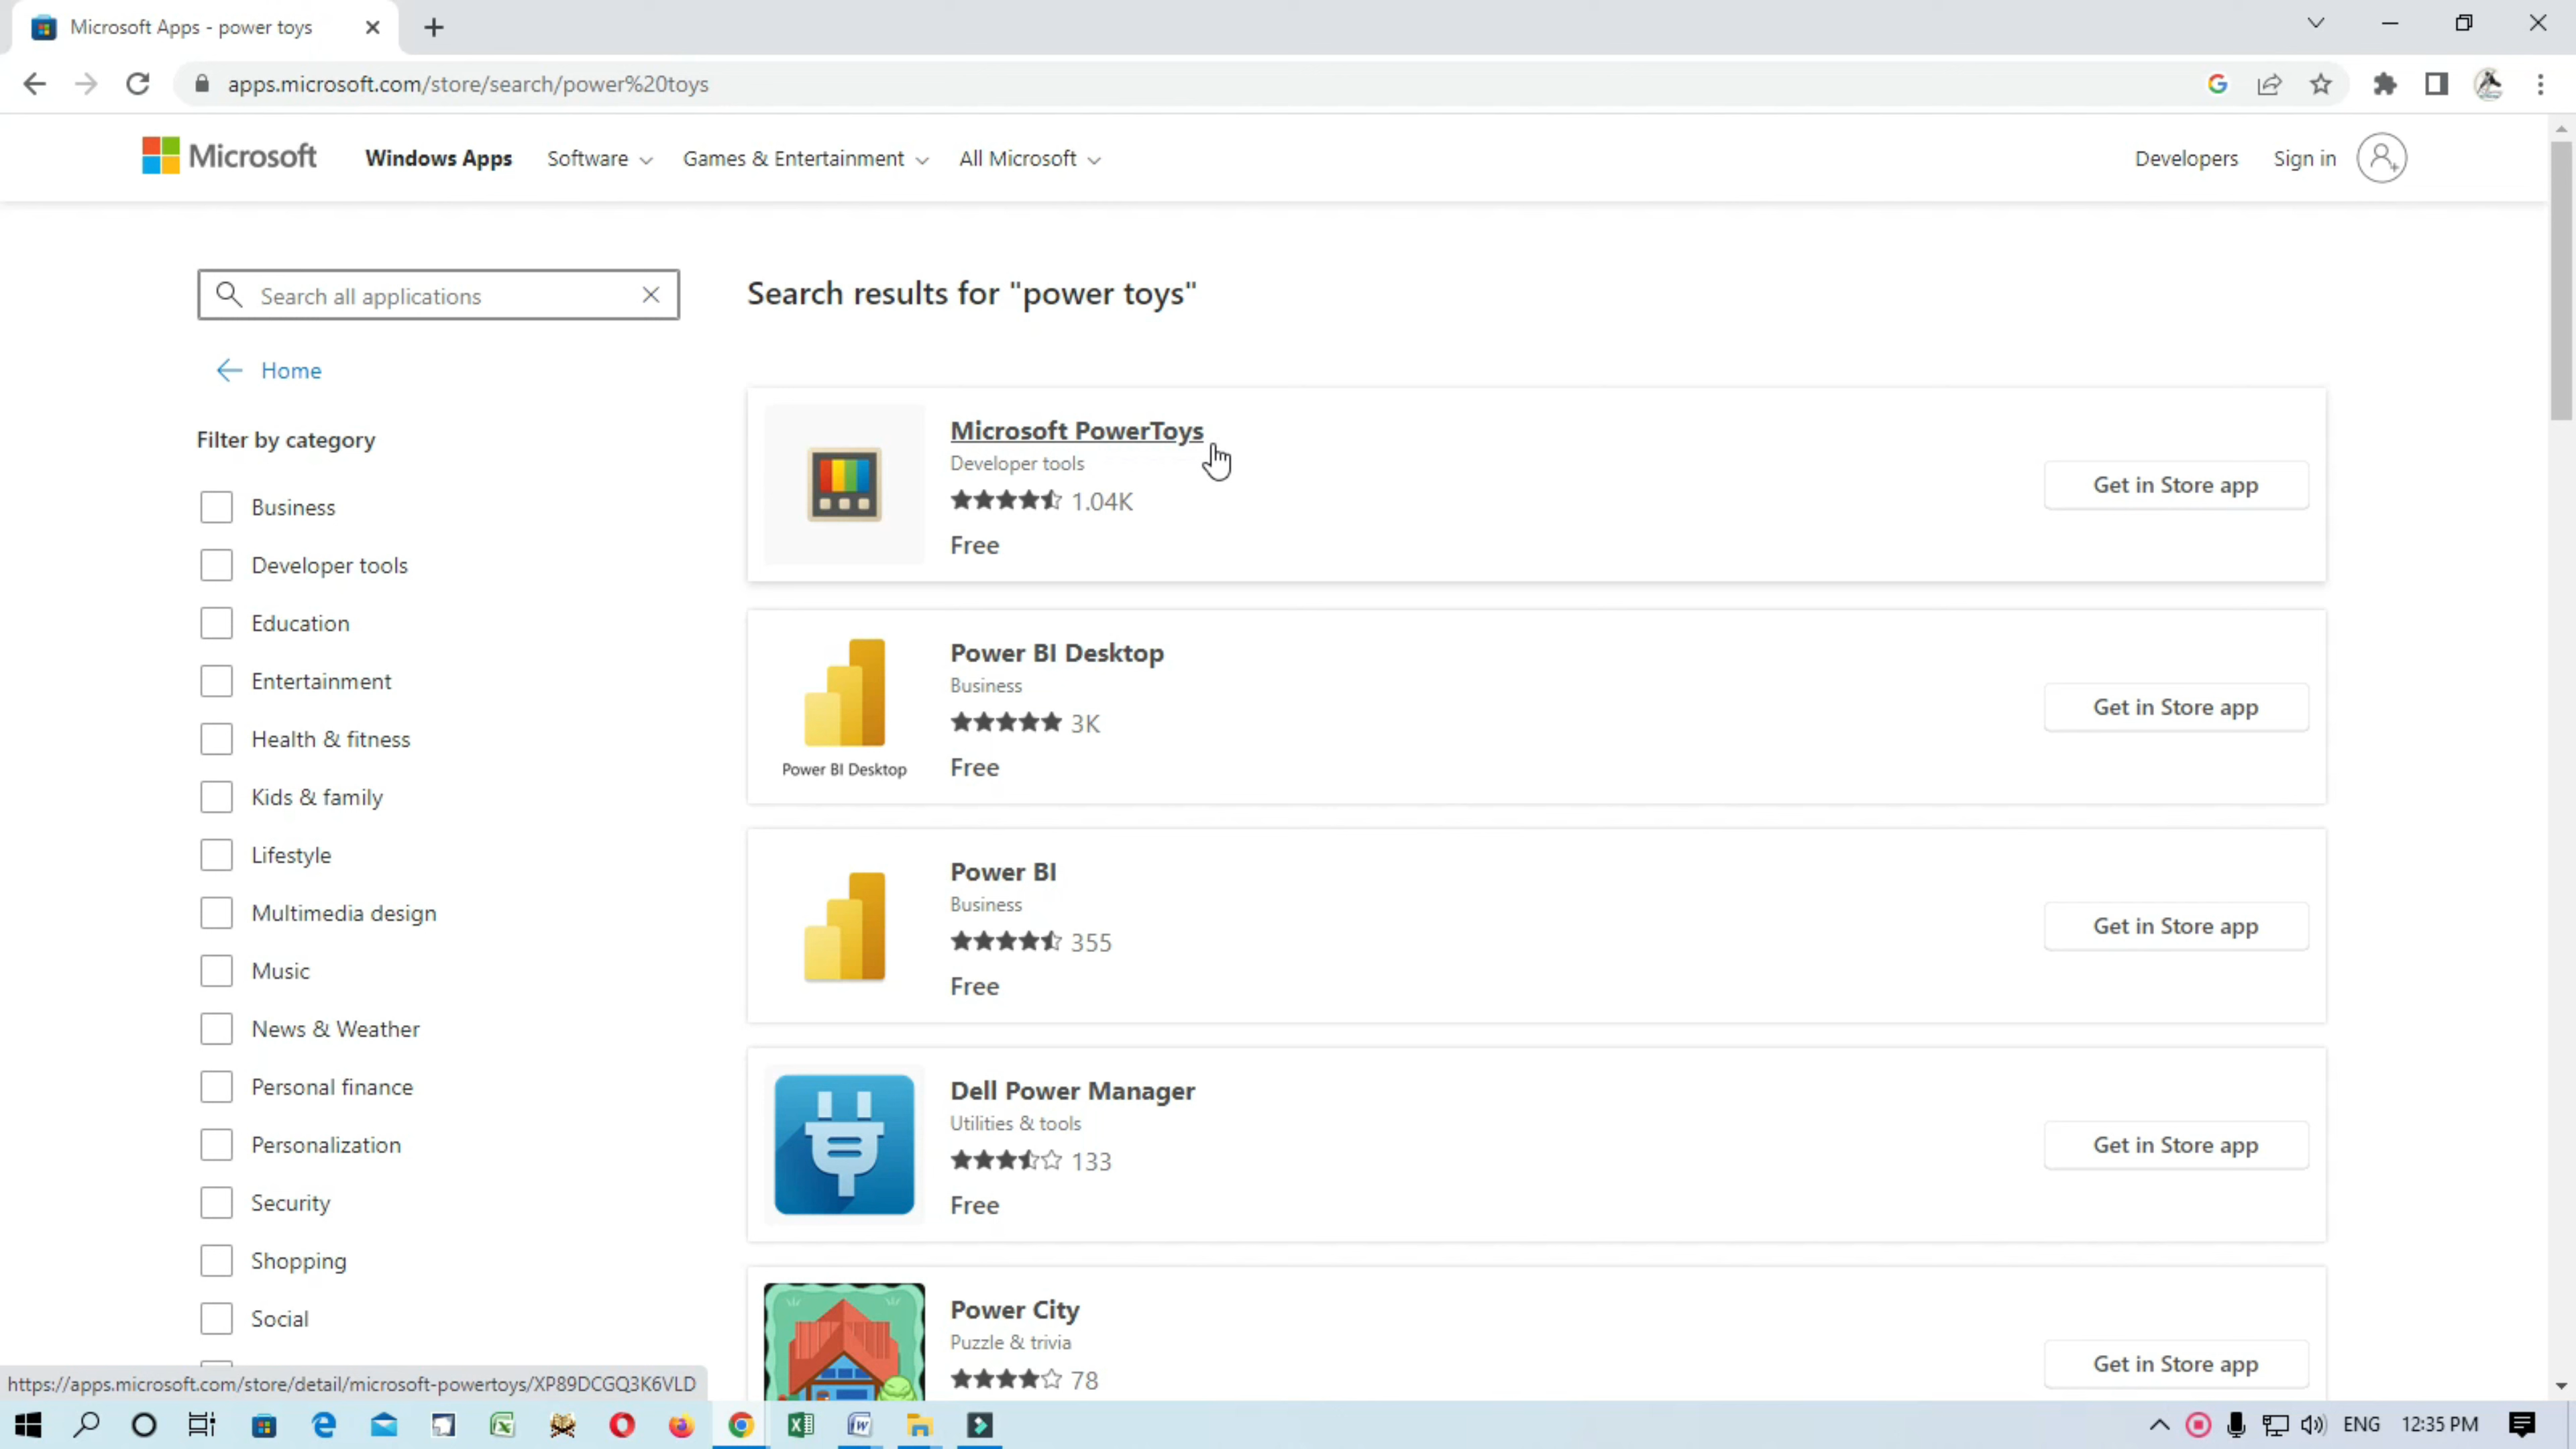 Microsoft Apps - power toys
apps.microsoft.com/store/search/power%20toys
Microsoft
Windows Apps
Software
Games & Entertainment
All Microsoft
Developers
Sign in
Search all applications
Home
Filter by category
Business
Developer tools
Education
Entertainment
Health & fitness
Kids & family
Lifestyle
Multimedia design
Music
News & Weather
Personal finance
Personalization
Security
Shopping
Social
Search results for "power toys"
Microsoft PowerToys
Developer tools
1.04K
Free
Get in Store app
Power BI Desktop
Power BI Desktop
Business
3K
Free
Get in Store app
Power BI
Business
355
Free
Get in Store app
Dell Power Manager
Utilities & tools
133
Free
Get in Store app
Power City
Puzzle & trivia
78
Get in Store app
https://apps.microsoft.com/store/detail/microsoft-powertoys/XP89DCGQ3K6VLD
ENG
12:35 PM